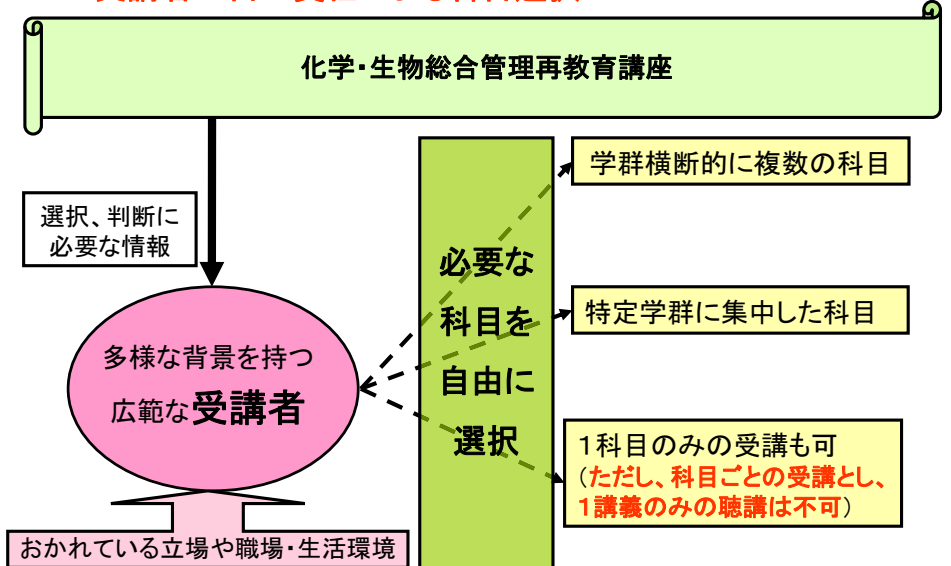 化学・生物総合管理再教育講座
選択、判断に
必要な情報
多様な背景を持つ
広範な受講者
おかれている立場や職場・生活環境
必要な
科目を
自由に
選択
学群横断的に複数の科目
特定学群に集中した科目
１科目のみの受講も可
（ただし、科目ごとの受講とし、
１講義のみの聴講は不可）